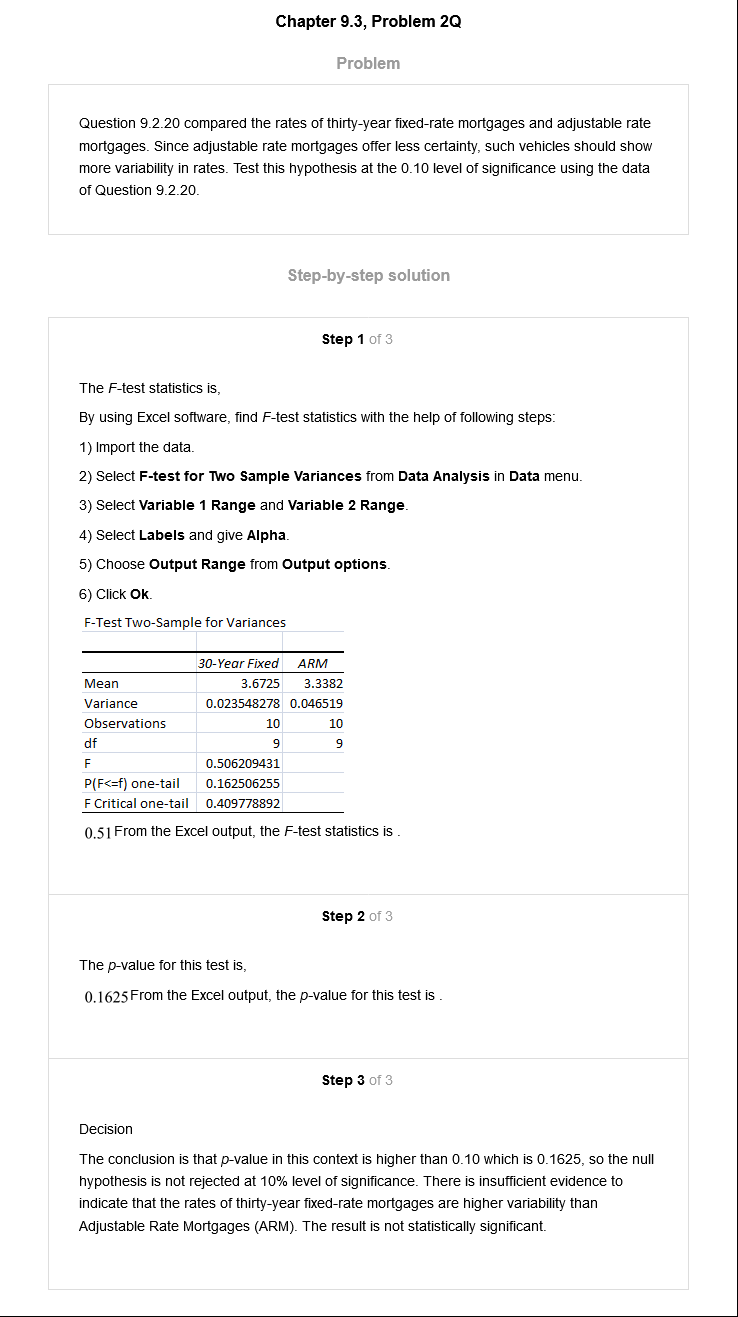 Chapter 9.3, Problem 2Q
Problem
Question 9.2.20 compared the rates of thirty-year fixed-rate mortgages and adjustable rate
mortgages. Since adjustable rate mortgages offer less certainty, such vehicles should show
more variability in rates. Test this hypothesis at the 0.10 level of significance using the data
of Question 9.2.20.
Step-by-step solution
Step 1 of 3
The F-test statistics is,
By using Excel software, find F-test statistics with the help of following steps:
1) Import the data.
2) Select F-test for Two Sample Variances from Data Analysis in Data menu.
3) Select Variable 1 Range and Variable 2 Range.
4) Select Labels and give Alpha.
5) Choose Output Range from Output options.
6) Click Ok.
F-Test Two-Sample for Variances
30-Year Fixed ARM
Mean 3.6725 3.3382
Variance 0.023548278 0.046519
Observations 10 10
df 9 9
F 0.506209431
P(F<=f) one-tail 0.162506255
F Critical one-tail 0.409778892
0.51 From the Excel output, the F-test statistics is .
Step 2 of 3
The p-value for this test is,
0.1625 From the Excel output, the p-value for this test is .
Step 3 of 3
Decision
The conclusion is that p-value in this context is higher than 0.10 which is 0.1625, so the null
hypothesis is not rejected at 10% level of significance. There is insufficient evidence to
indicate that the rates of thirty-year fixed-rate mortgages are higher variability than
Adjustable Rate Mortgages (ARM). The result is not statistically significant.